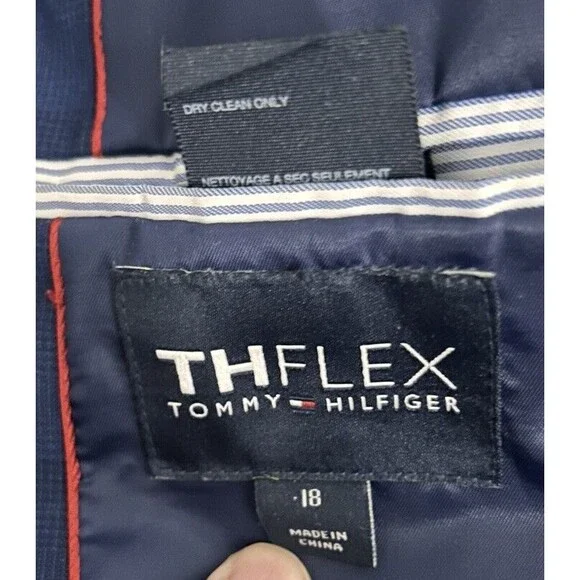 DRY CLEAN ONLY
NETTOYAGE A SEC SEULEMENT
THFLEX
TOMMY HILFIGER
18
MADE IN
CHINA